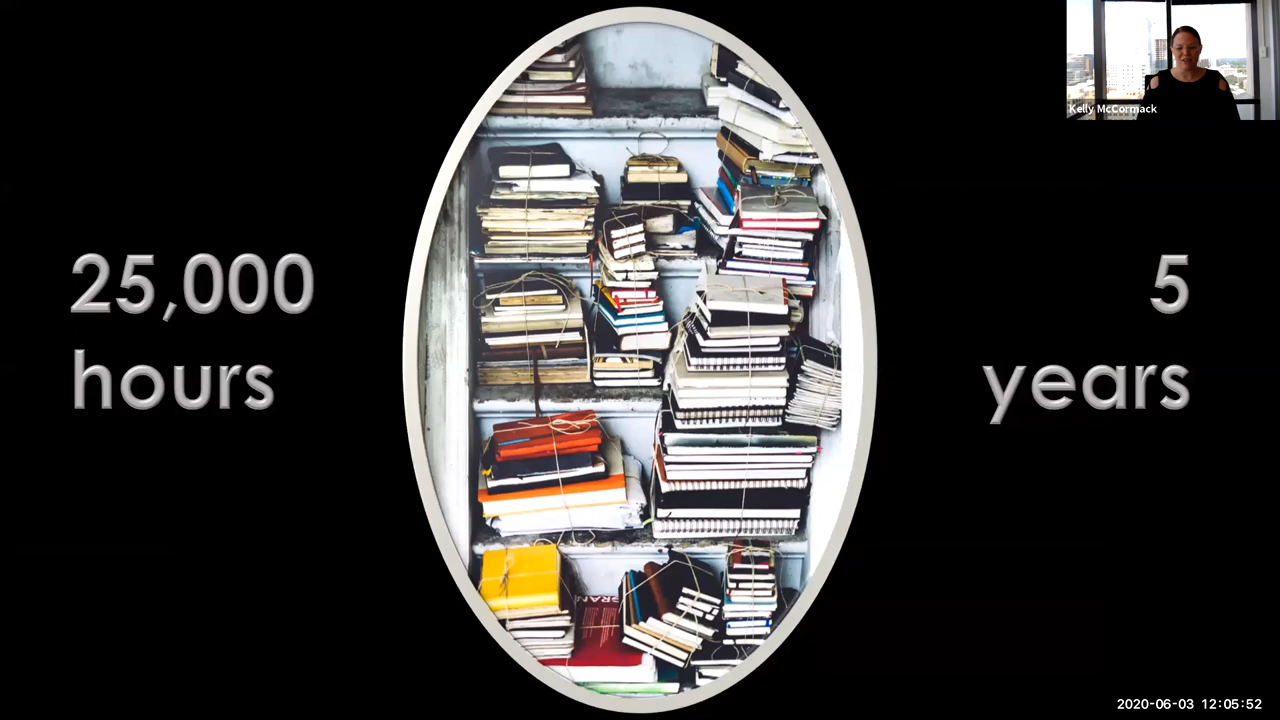 Kelly McCormack
25,000
hours
5
years
2020-06-03 12:05:52